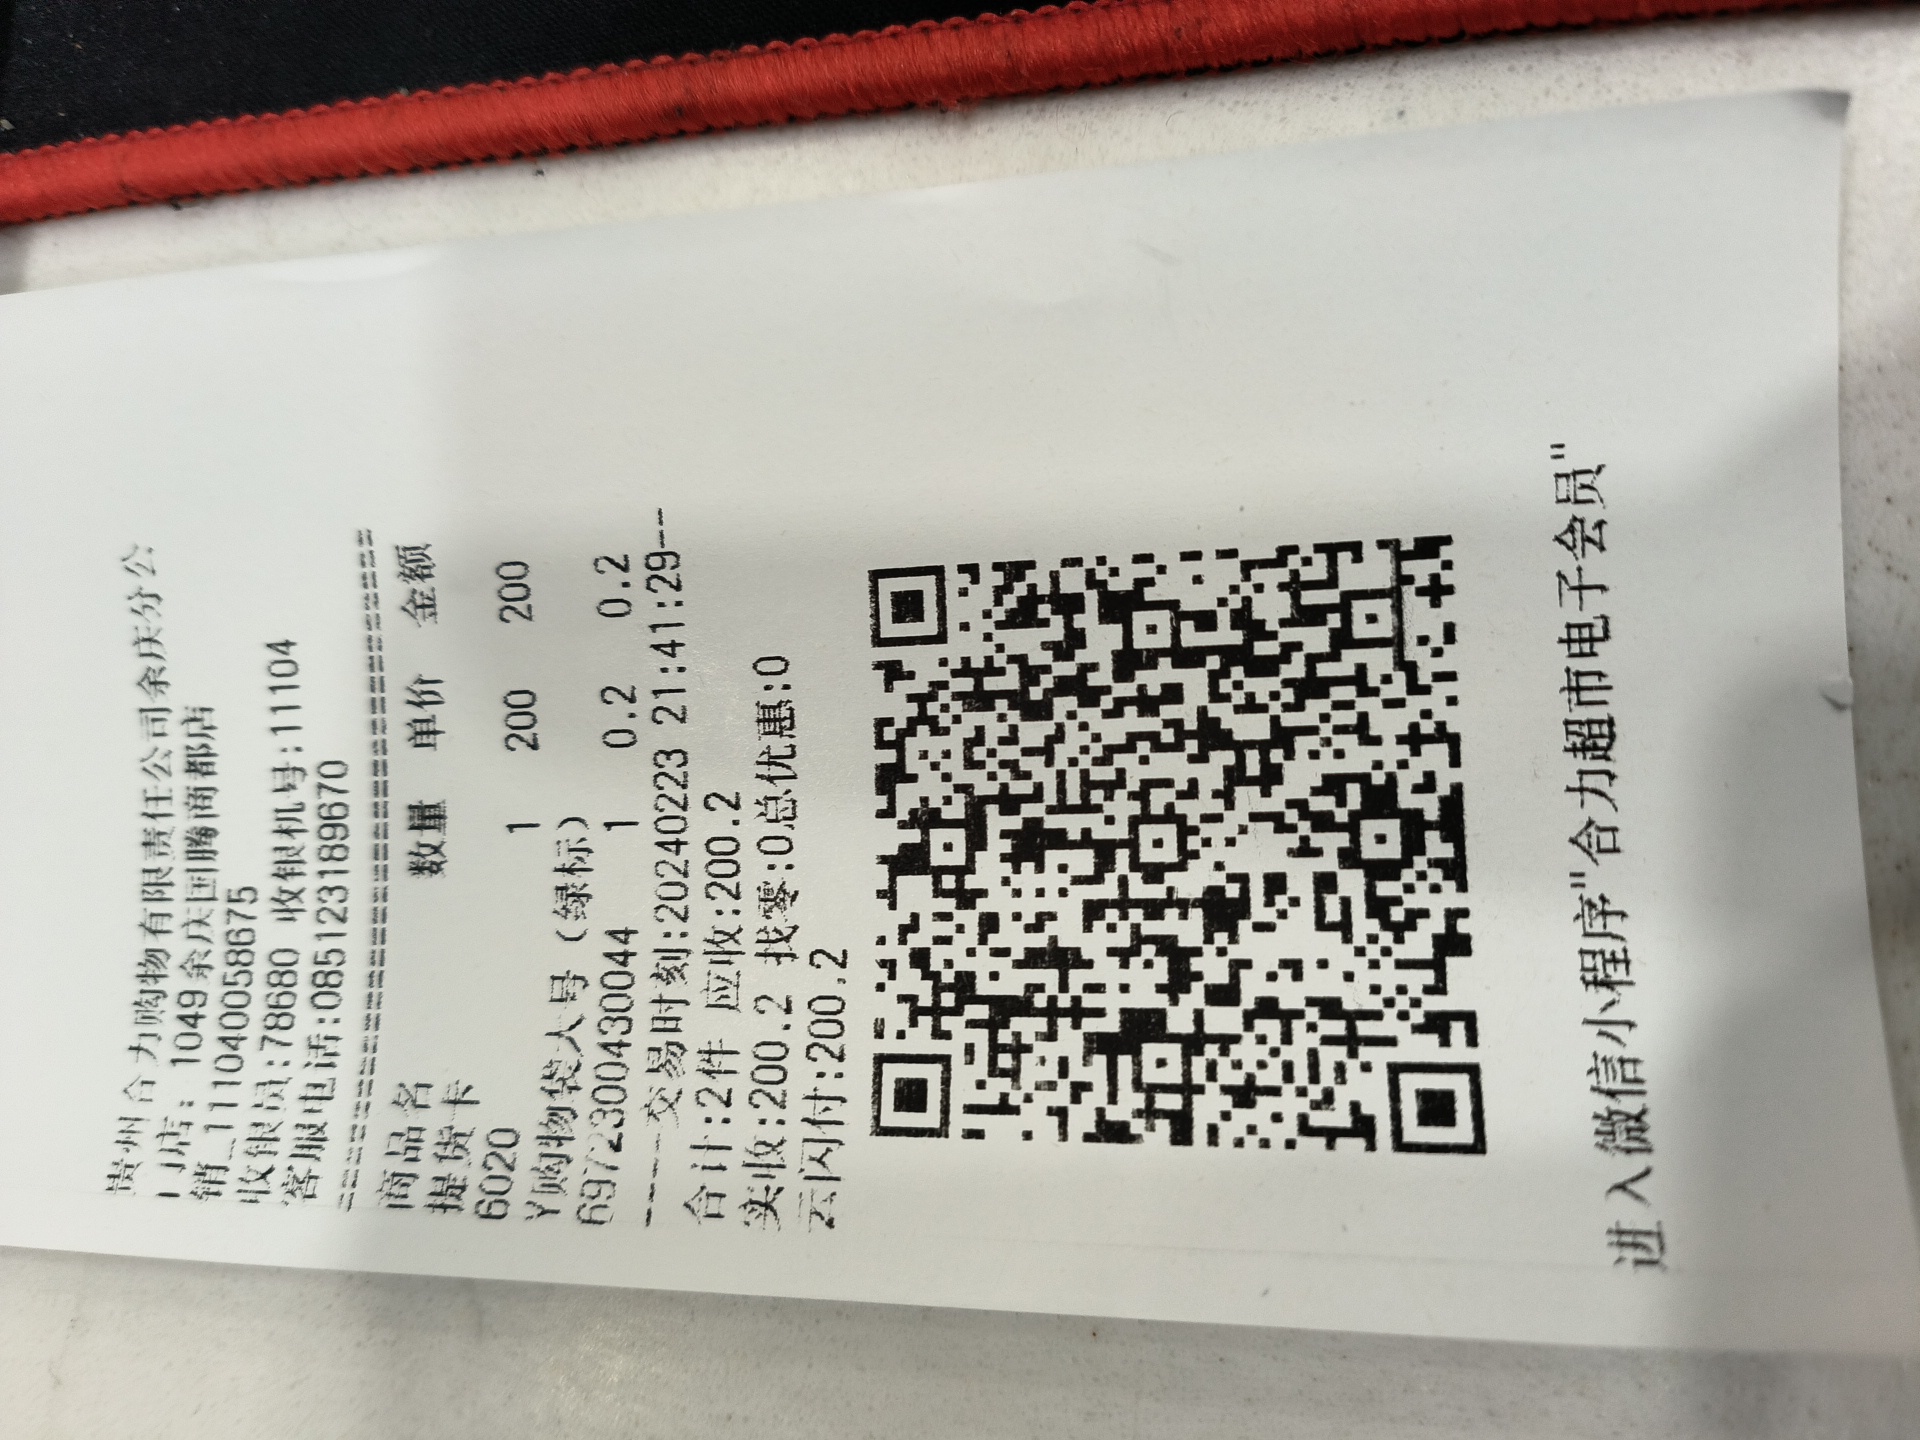 贵州合力购物有限责任公司余庆分公
门店: 1049余庆国腾商都店
销_1110400586​75
收银员:78680 收银机号:11104
客服电话:085123189670
商品名 数量 单价 金额
提货卡
6020 1 200 200
Y购物袋大号（绿标）
6972300430044 1 0.2 0.2
----交易时刻:20240223 21:41:29--
合计:2件 应收:200.2
实收:200.2 找零:0总优惠:0
云闪付:200.2
进入微信小程序"合力超市电子会员"